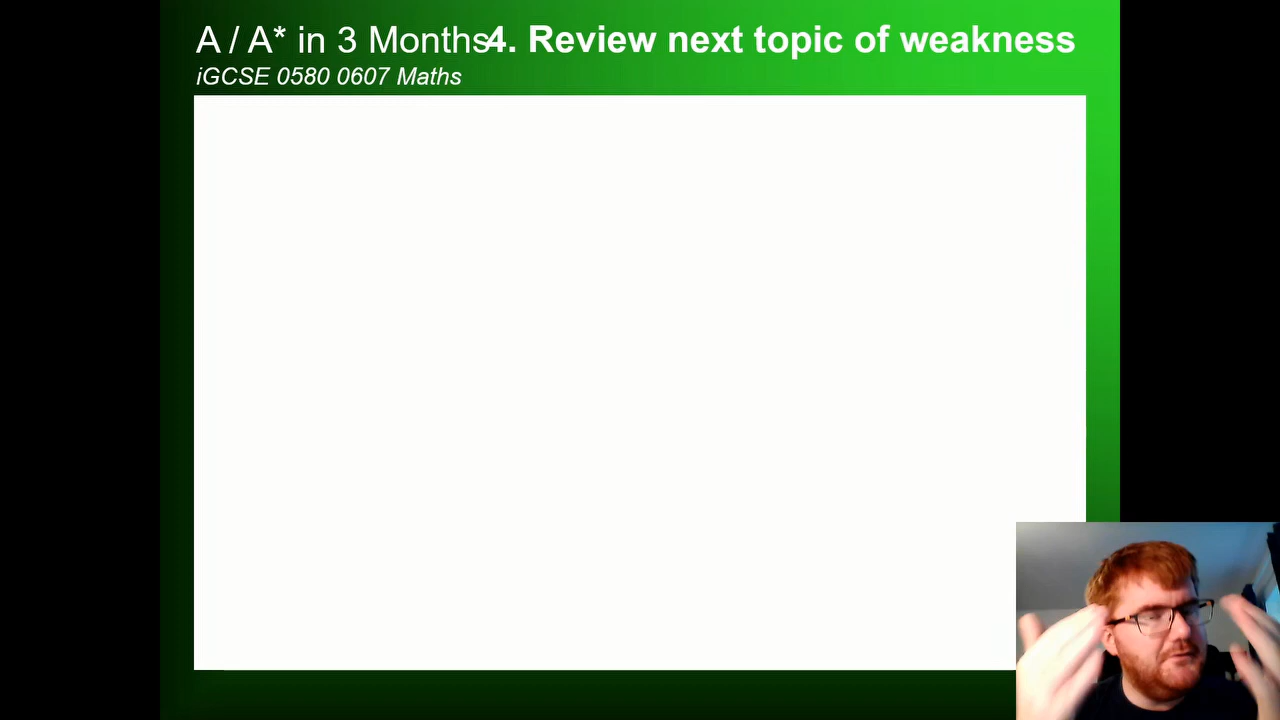 A / A* in 3 Months4. Review next topic of weakness
iGCSE 0580 0607 Maths